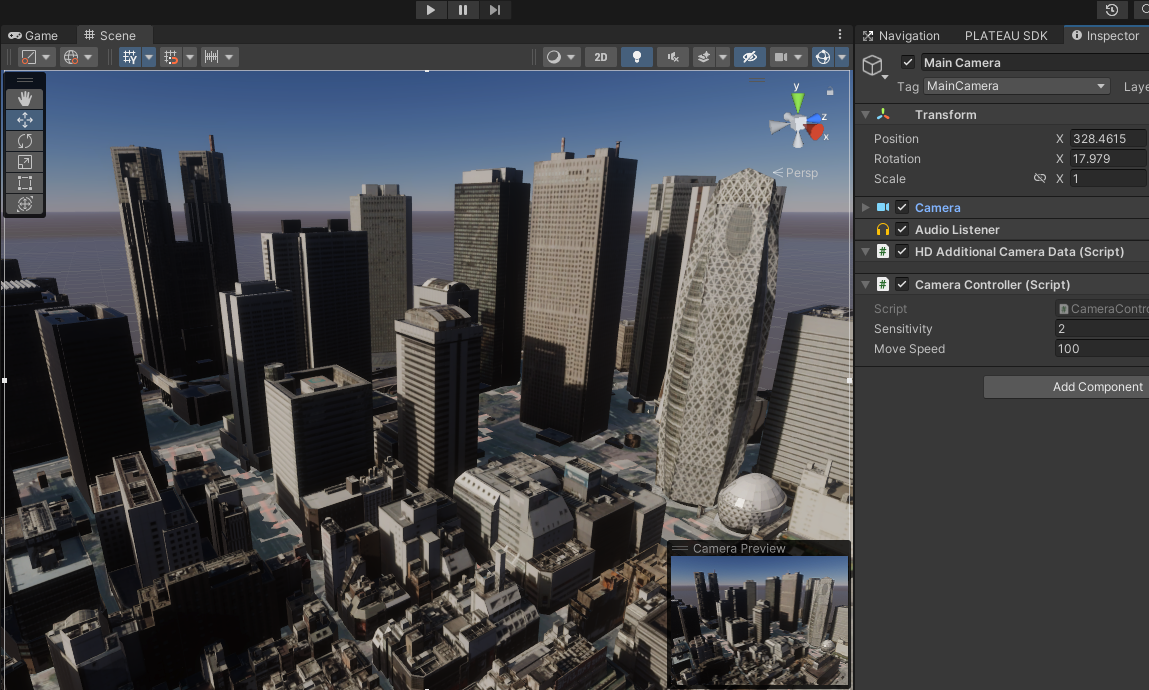 Game
Scene
Navigation
PLATEAU SDK
Inspector
2D
Main Camera
Tag
MainCamera
Laye
Transform
Position X 328.4615
Rotation X 17.979
Scale X 1
Camera
Audio Listener
# HD Additional Camera Data (Script)
# Camera Controller (Script)
Script CameraContro
Sensitivity 2
Move Speed 100
Add Component
y
z
x
Persp
Camera Preview